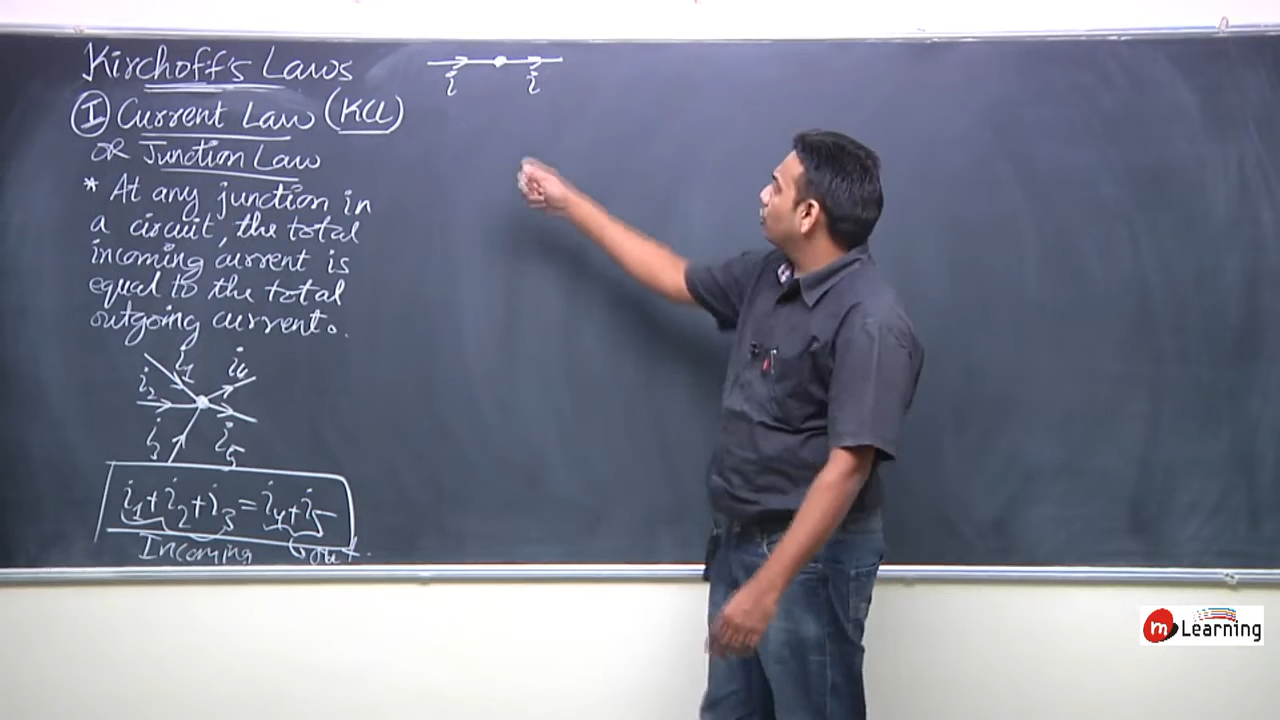 Kirchoff's Laws
I Current Law (KCL)
OR Junction Law
* At any junction in
a circuit, the total
incoming current is
equal to the total
outgoing current.
i1 i4
i2
i3 i5
i1+i2+i3=i4+i5
Incoming out.
i i
m Learning